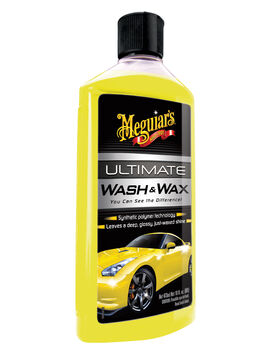 Meguiar's
ULTIMATE
WASH & WAX
You Can See the Difference!
Synthetic polymer technology
Leaves a deep, glossy, just-waxed shine